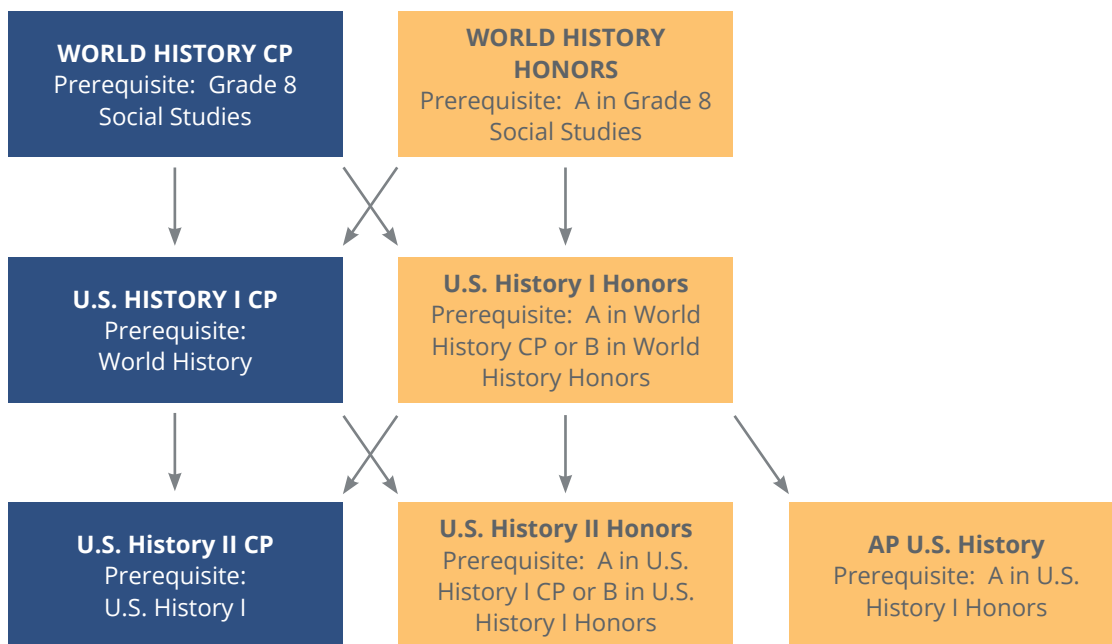 WORLD HISTORY CP
Prerequisite:  Grade 8
Social Studies
WORLD HISTORY
HONORS
Prerequisite:  A in Grade 8
Social Studies
U.S. HISTORY I CP
Prerequisite:
World History
U.S. History I Honors
Prerequisite:  A in World
History CP or B in World
History Honors
U.S. History II CP
Prerequisite:
U.S. History I
U.S. History II Honors
Prerequisite:  A in U.S.
History I CP or B in U.S.
History I Honors
AP U.S. History
Prerequisite:  A in U.S.
History I Honors